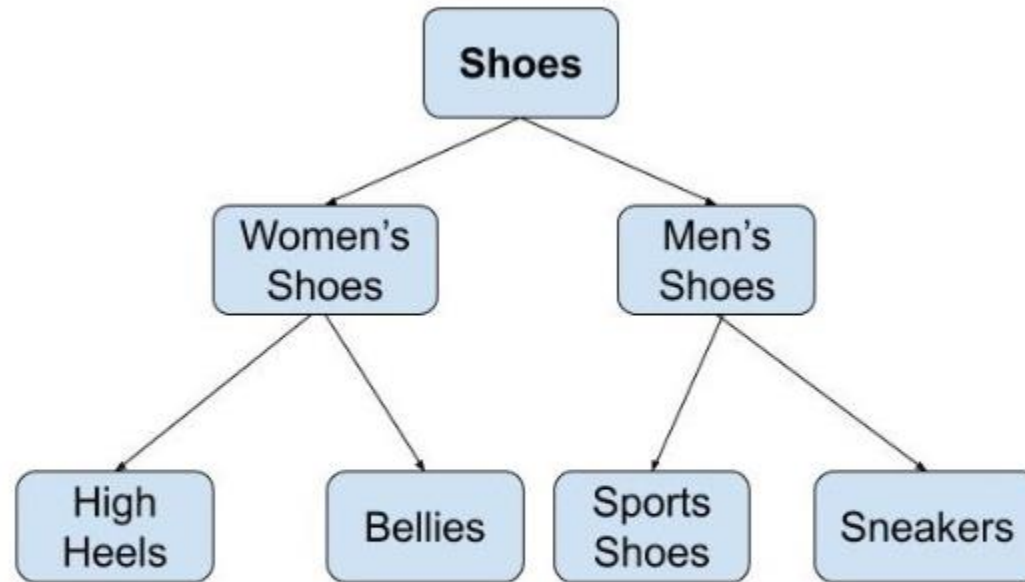 Shoes
Women’s
Shoes
Men’s
Shoes
High
Heels
Bellies
Sports
Shoes
Sneakers